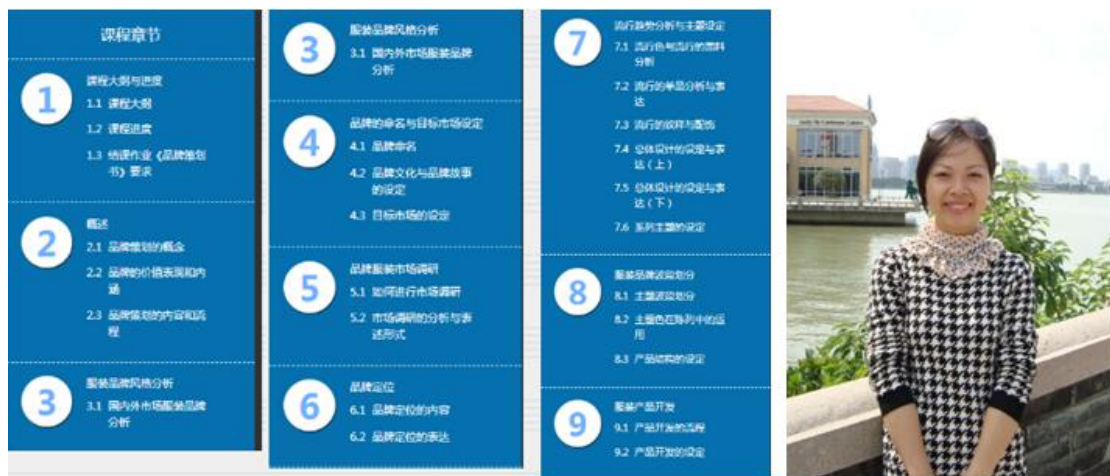 课程章节
1
课程大纲与进度
1.1 课程大纲
1.2 课程进度
1.3 结课作业《品牌策划
书》要求
2
概述
2.1 品牌策划的概念
2.2 品牌的价值表现和内
涵
2.3 品牌策划的内容和流
程
3
服装品牌风格分析
3.1 国内外市场服装品牌
分析
3
服装品牌风格分析
3.1 国内外市场服装品牌
分析
4
品牌的命名与目标市场设定
4.1 品牌命名
4.2 品牌文化与品牌故事
的设定
4.3 目标市场的设定
5
品牌服装市场调研
5.1 如何进行市场调研
5.2 市场调研的分析与表
述形式
6
品牌定位
6.1 品牌定位的内容
6.2 品牌定位的表达
7
流行趋势分析与主题设定
7.1 流行色与流行的面料
分析
7.2 流行的单品分析与表
达
7.3 流行的纹样与配饰
7.4 总体设计的设定与表
达（上）
7.5 总体设计的设定与表
达（下）
7.6 系列主题的设定
8
服装品牌波段划分
8.1 主题波段划分
8.2 主题色在陈列中的运
用
8.3 产品结构的设定
9
服装产品开发
9.1 产品开发的流程
9.2 产品开发的设定